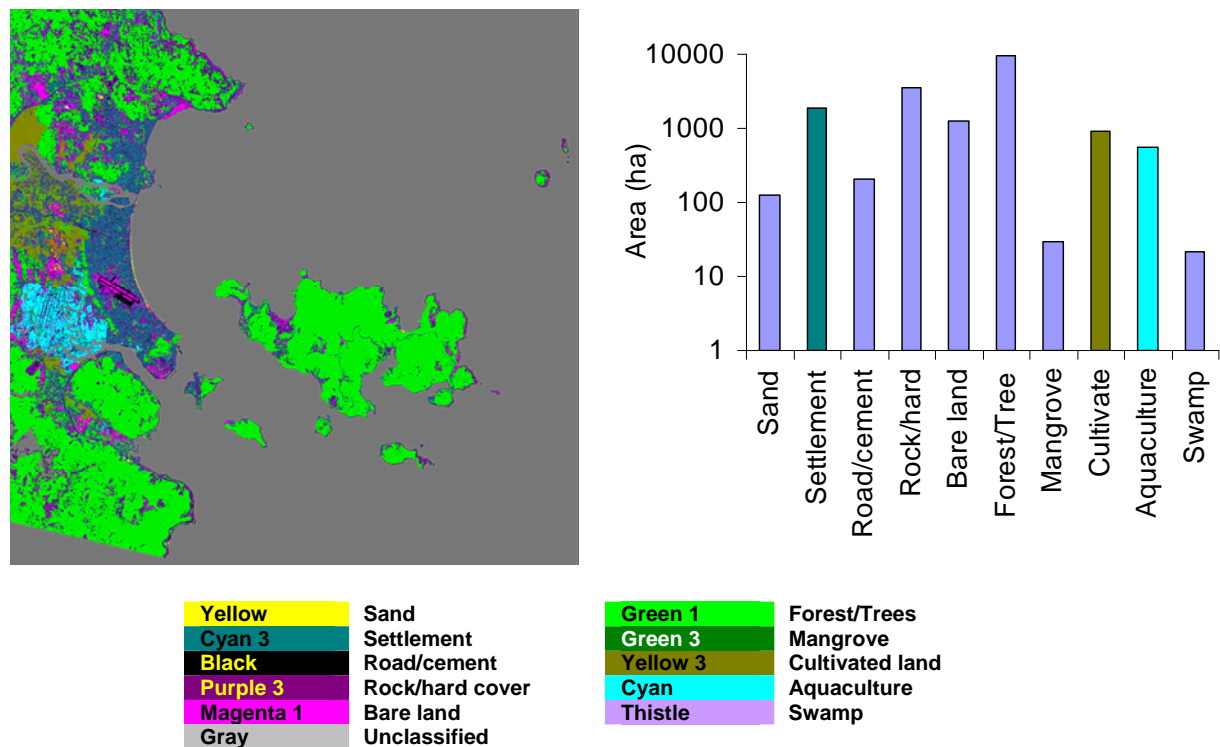 10000
1000
100
10
1
Area (ha)
Sand
Settlement
Road/cement
Rock/hard
Bare land
Forest/Tree
Mangrove
Cultivate
Aquaculture
Swamp
Yellow Sand
Cyan 3 Settlement
Black Road/cement
Purple 3 Rock/hard cover
Magenta 1 Bare land
Gray Unclassified
Green 1 Forest/Trees
Green 3 Mangrove
Yellow 3 Cultivated land
Cyan Aquaculture
Thistle Swamp